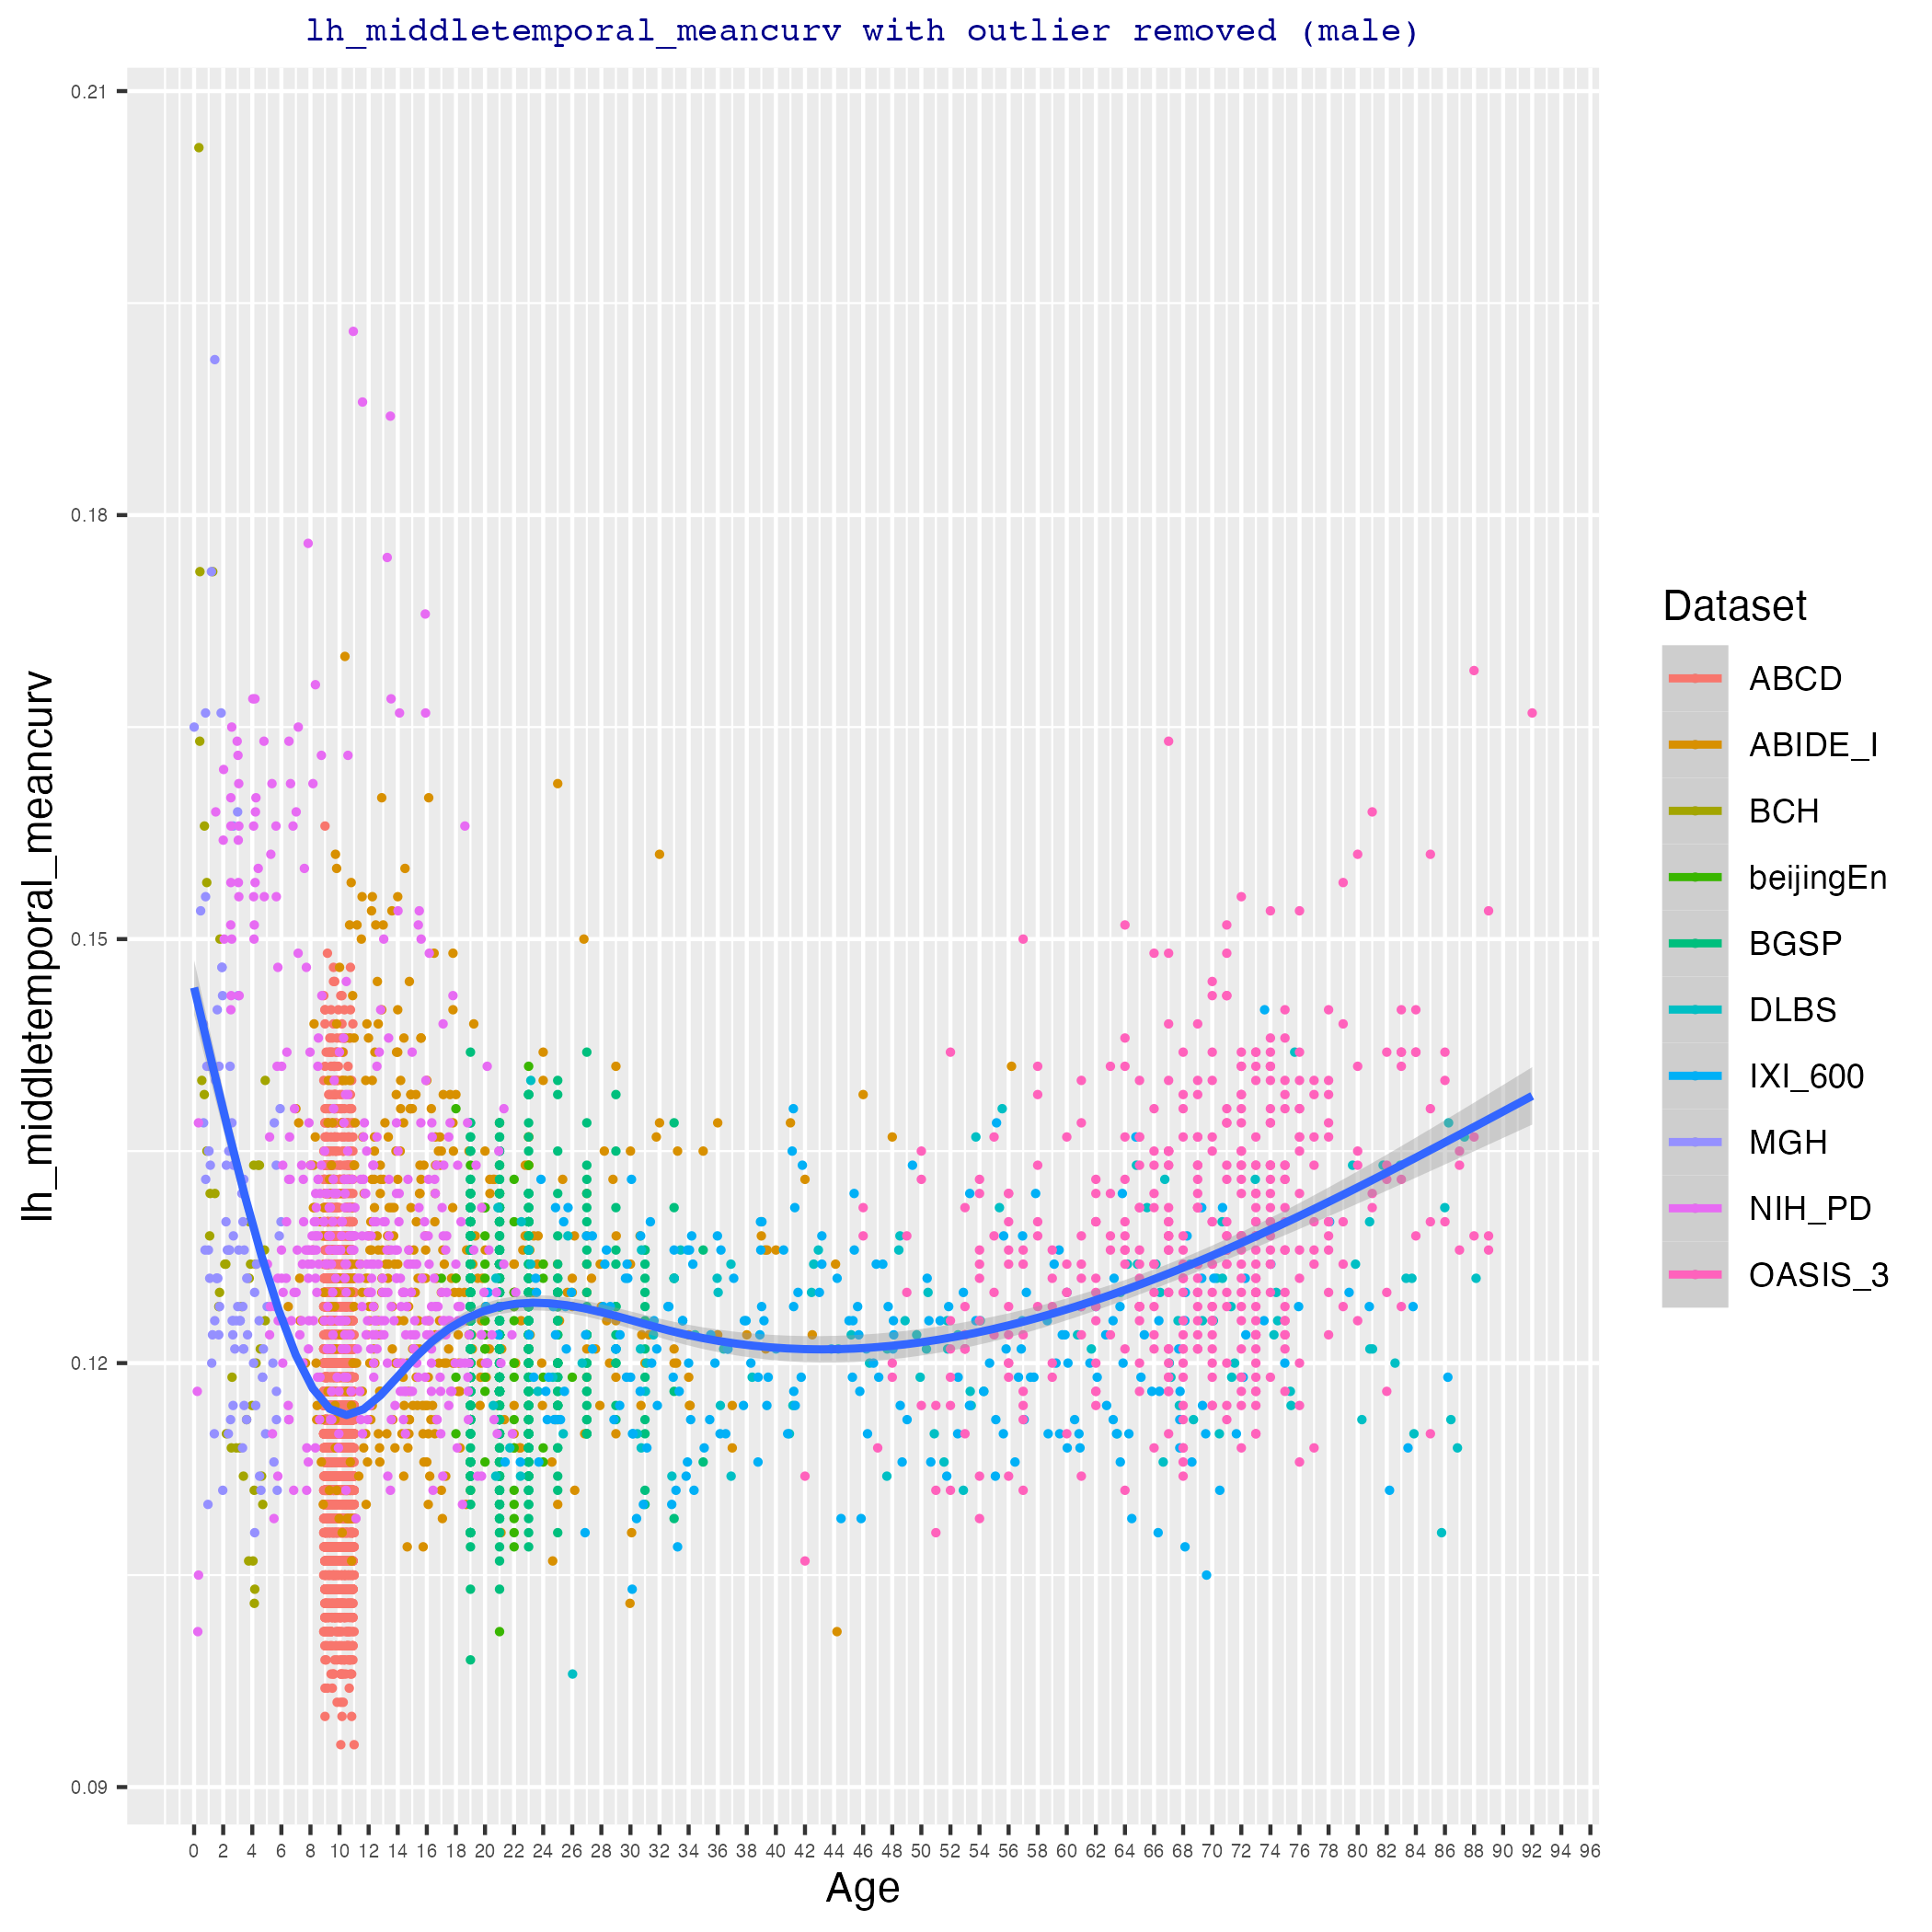 lh_middletemporal_meancurv with outlier removed (male)
lh_middletemporal_meancurv
0.21
0.18
0.15
0.12
0.09
0 2 4 6 8 10 12 14 16 18 20 22 24 26 28 30 32 34 36 38 40 42 44 46 48 50 52 54 56 58 60 62 64 66 68 70 72 74 76 78 80 82 84 86 88 90 92 94 96
Age
Dataset
ABCD
ABIDE_I
BCH
beijingEn
BGSP
DLBS
IXI_600
MGH
NIH_PD
OASIS_3